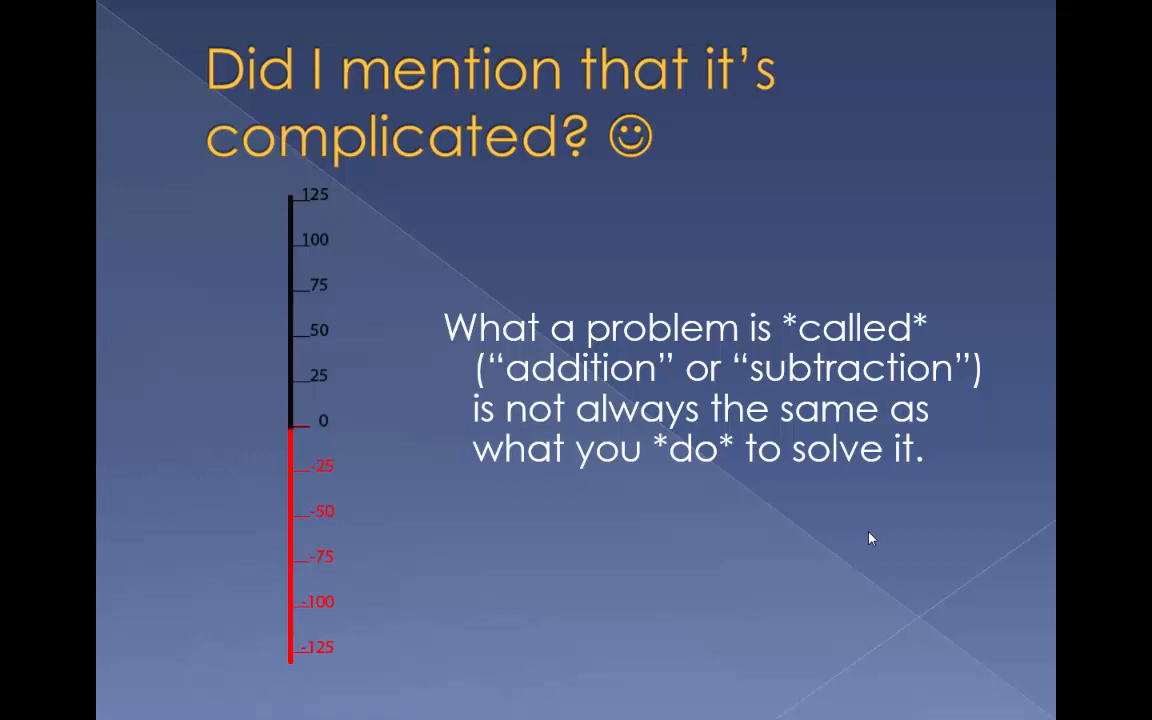 Did I mention that it’s
complicated? ☺
125
100
75
50
25
0
-25
-50
-75
-100
-125
What a problem is *called*
(“addition” or “subtraction”)
is not always the same as
what you *do* to solve it.